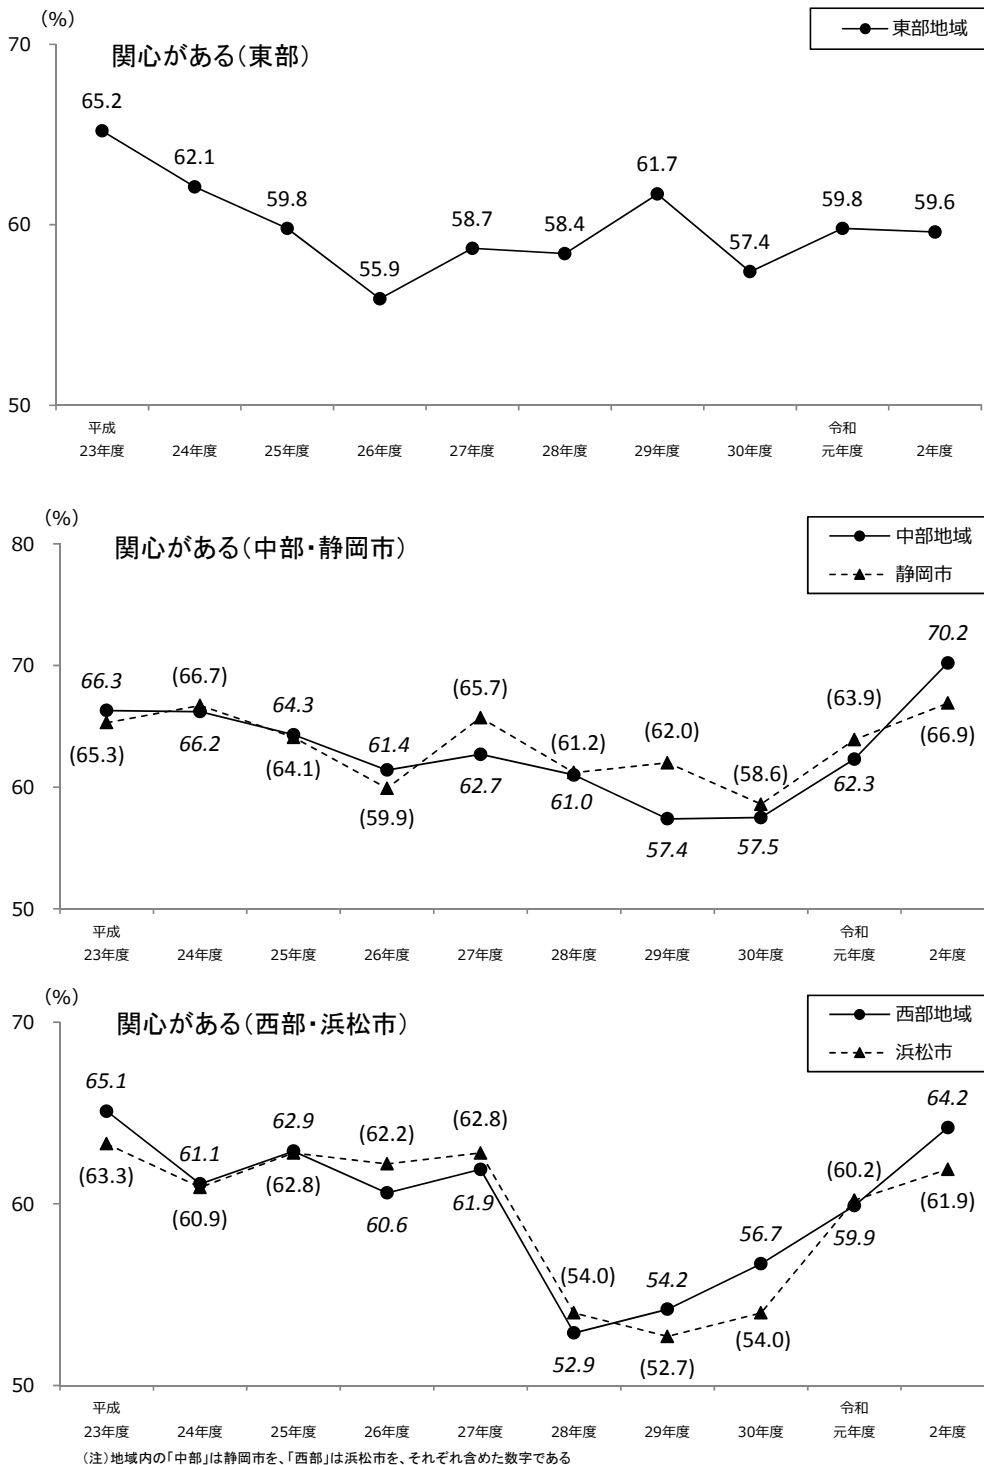 (%)
70
関心がある(東部)
東部地域
65.2
62.1
59.8
55.9
58.7
58.4
61.7
57.4
59.8
59.6
60
50
平成 令和
23年度 24年度 25年度 26年度 27年度 28年度 29年度 30年度 元年度 2年度
(%)
80
関心がある(中部・静岡市)
中部地域
静岡市
70
66.3 (66.7) 64.3 61.4 (65.7) (61.2) (62.0) (58.6) (63.9) 70.2
(65.3) 66.2 (64.1) (59.9) 62.7 61.0 57.4 57.5 62.3 (66.9)
60
50
平成 令和
23年度 24年度 25年度 26年度 27年度 28年度 29年度 30年度 元年度 2年度
(%)
70
関心がある(西部・浜松市)
西部地域
浜松市
65.1 61.1 62.9 (62.2) (62.8) (54.0) 54.2 56.7 (60.2) 64.2
(63.3) (60.9) (62.8) 60.6 61.9 52.9 (52.7) (54.0) 59.9 (61.9)
60
50
平成 令和
23年度 24年度 25年度 26年度 27年度 28年度 29年度 30年度 元年度 2年度
(注)地域内の「中部」は静岡市を、「西部」は浜松市を、それぞれ含めた数字である